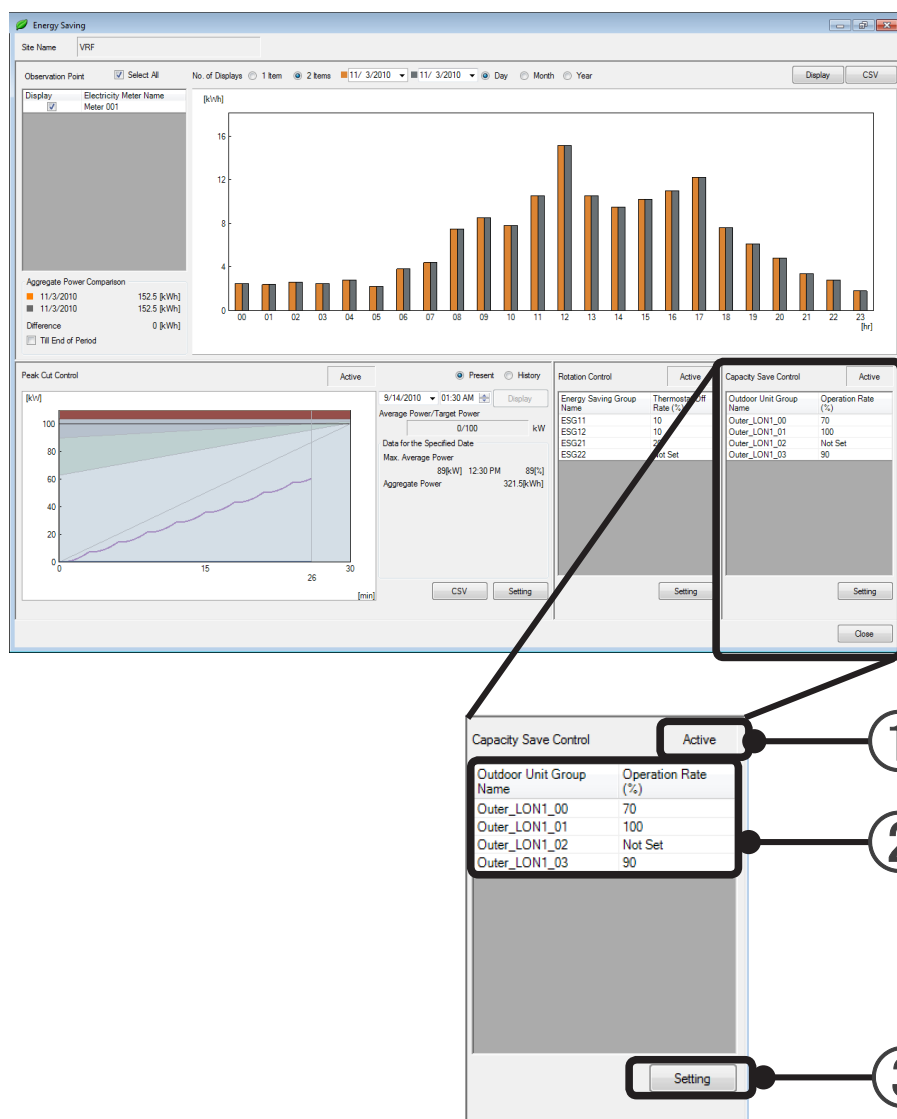 Energy Saving
Site Name VRF
Observation Point Select All No. of Displays 1 Item 2 Items 11/ 3/2010 11/ 3/2010 Day Month Year Display CSV
Display Electricity Meter Name
Meter 001
[kWh]
16
12
8
4
0
00 01 02 03 04 05 06 07 08 09 10 11 12 13 14 15 16 17 18 19 20 21 22 23
[hr]
Aggregate Power Comparison
11/3/2010 152.5 [kWh]
11/3/2010 152.5 [kWh]
Difference 0 [kWh]
Till End of Period
Peak Cut Control Active
[kW]
100
80
60
40
20
0
0 15 26 30
[min]
Present History
9/14/2010 01:30 AM Display
Average Power/Target Power
0/100 kW
Data for the Specified Date
Max. Average Power
89[kW] 12:30 PM 89[%]
Aggregate Power 321.5[kWh]
CSV Setting
Rotation Control Active
Energy Saving Group Name Thermostat Off Rate (%)
ESG11 10
ESG12 10
ESG21
ESG22 Not Set
Setting
Capacity Save Control Active
Outdoor Unit Group Operation Rate
Name (%)
Outer_LON1_00 70
Outer_LON1_01 100
Outer_LON1_02 Not Set
Outer_LON1_03 90
Setting
Close
Capacity Save Control Active
1
Outdoor Unit Group Operation Rate
Name (%)
Outer_LON1_00 70
Outer_LON1_01 100
Outer_LON1_02 Not Set
Outer_LON1_03 90
2
Setting
3